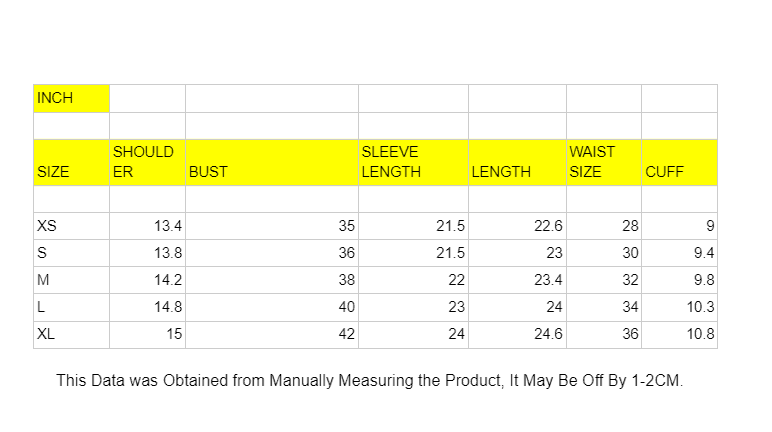 INCH
SIZE SHOULD ER BUST SLEEVE LENGTH LENGTH WAIST SIZE CUFF
XS 13.4 35 21.5 22.6 28 9
S 13.8 36 21.5 23 30 9.4
M 14.2 38 22 23.4 32 9.8
L 14.8 40 23 24 34 10.3
XL 15 42 24 24.6 36 10.8
This Data was Obtained from Manually Measuring the Product, It May Be Off By 1-2CM.